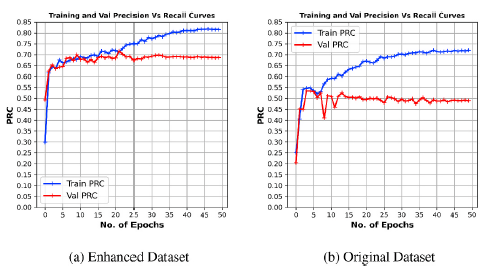 Training and Val Precision Vs Recall Curves
0.85
0.80
0.75
0.70
0.65
0.60
0.55
0.50
0.45
0.40
0.35
0.30
0.25
0.20
0.15
0.10
0.05
0.00
PRC
Train PRC
Val PRC
0 5 10 15 20 25 30 35 40 45 50
No. of Epochs
(a) Enhanced Dataset
Training and Val Precision Vs Recall Curves
0.85
0.80
0.75
0.70
0.65
0.60
0.55
0.50
0.45
0.40
0.35
0.30
0.25
0.20
0.15
0.10
0.05
0.00
PRC
Train PRC
Val PRC
0 5 10 15 20 25 30 35 40 45 50
No. of Epochs
(b) Original Dataset